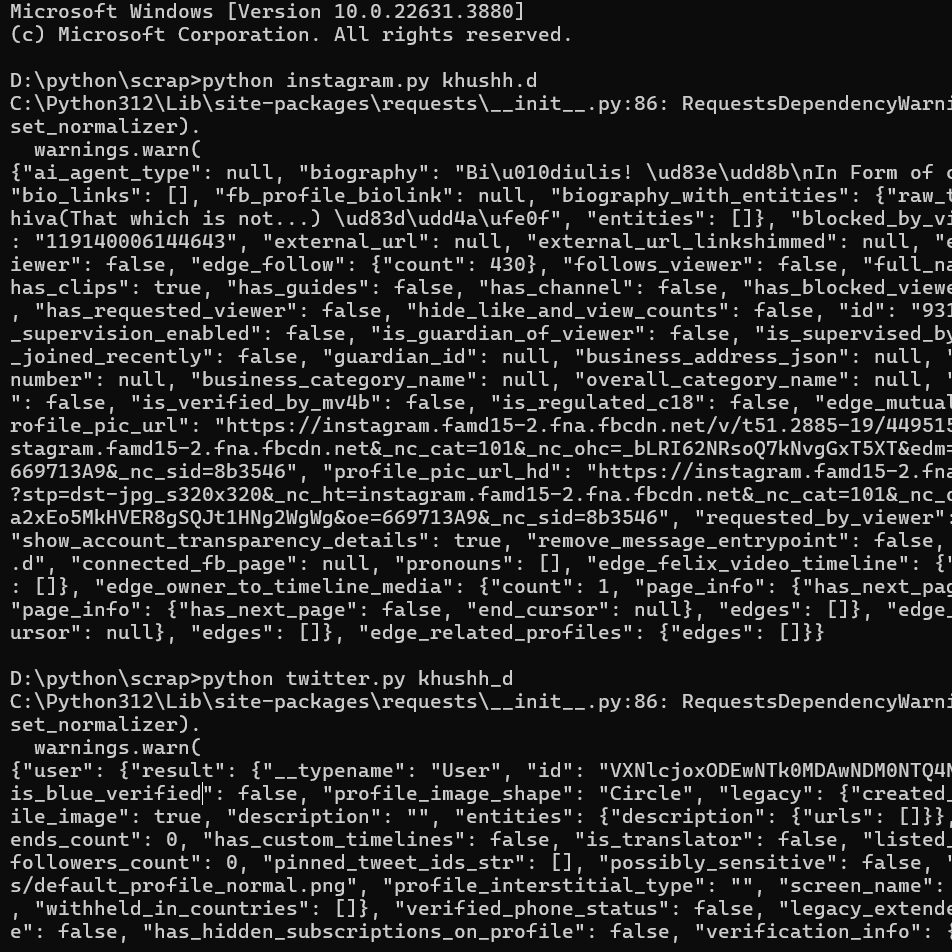 Microsoft Windows [Version 10.0.22631.3880]
(c) Microsoft Corporation. All rights reserved.
D:\python\scrap>python instagram.py khushh.d
C:\Python312\Lib\site-packages\requests\__init__.py:86: RequestsDependencyWarni
set_normalizer).
warnings.warn(
{"ai_agent_type": null, "biography": "Bi\u010diulis! \ud83e\udd8b\nIn Form of
"bio_links": [], "fb_profile_biolink": null, "biography_with_entities": {"raw_t
hiva(That which is not...) \ud83d\udd4a\ufe0f", "entities": []}, "blocked_by_vi
: "119140006144643", "external_url": null, "external_url_linkshimmed": null, "e
iewer": false, "edge_follow": {"count": 430}, "follows_viewer": false, "full_na
has_clips": true, "has_guides": false, "has_channel": false, "has_blocked_viewe
, "has_requested_viewer": false, "hide_like_and_view_counts": false, "id": "931
_supervision_enabled": false, "is_guardian_of_viewer": false, "is_supervised_by
_joined_recently": false, "guardian_id": null, "business_address_json": null, "
number": null, "business_category_name": null, "overall_category_name": null, "
": false, "is_verified_by_mv4b": false, "is_regulated_c18": false, "edge_mutual
rofile_pic_url": "https://instagram.famd15-2.fna.fbcdn.net/v/t51.2885-19/449515
stagram.famd15-2.fna.fbcdn.net&_nc_cat=101&_nc_ohc=_bLRI62NRsoQ7kNvgGxT5XT&edm=
669713A9&_nc_sid=8b3546", "profile_pic_url_hd": "https://instagram.famd15-2.fna
?stp=dst-jpg_s320x320&_nc_ht=instagram.famd15-2.fna.fbcdn.net&_nc_cat=101&_nc_o
a2xEo5MkHVER8gSQJt1HNg2WgWg&oe=669713A9&_nc_sid=8b3546", "requested_by_viewer":
"show_account_transparency_details": true, "remove_message_entrypoint": false,
.d", "connected_fb_page": null, "pronouns": [], "edge_felix_video_timeline": {"
: []}, "edge_owner_to_timeline_media": {"count": 1, "page_info": {"has_next_pag
"page_info": {"has_next_page": false, "end_cursor": null}, "edges": []}, "edge_
ursor": null}, "edges": []}, "edge_related_profiles": {"edges": []}}
D:\python\scrap>python twitter.py khushh_d
C:\Python312\Lib\site-packages\requests\__init__.py:86: RequestsDependencyWarni
set_normalizer).
warnings.warn(
{"user": {"result": {"__typename": "User", "id": "VXNlcjoxODEwNTk0MDAwNDM0NTQ4N
is_blue_verified": false, "profile_image_shape": "Circle", "legacy": {"created_
ile_image": true, "description": "", "entities": {"description": {"urls": []}},
ends_count": 0, "has_custom_timelines": false, "is_translator": false, "listed_
followers_count": 0, "pinned_tweet_ids_str": [], "possibly_sensitive": false,
s/default_profile_normal.png", "profile_interstitial_type": "", "screen_name":
, "withheld_in_countries": []}, "verified_phone_status": false, "legacy_extende
e": false, "has_hidden_subscriptions_on_profile": false, "verification_info": {